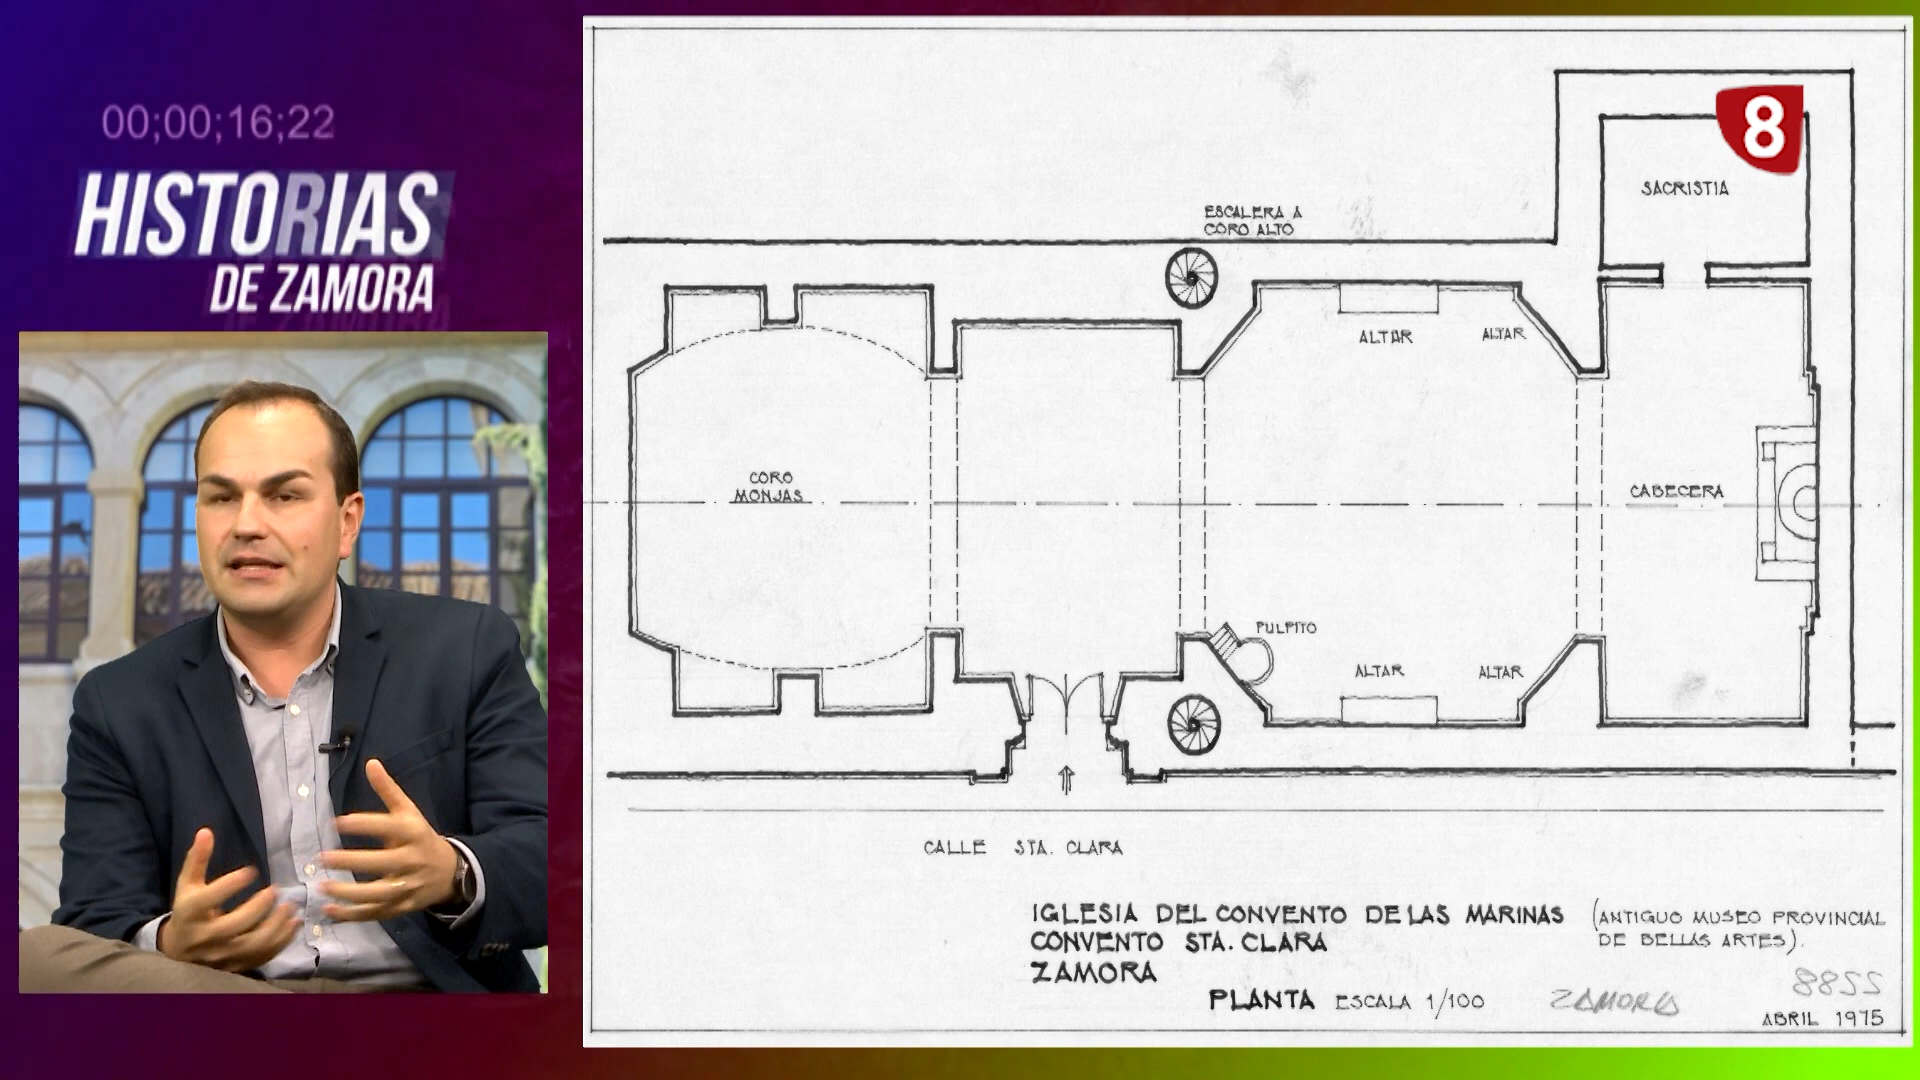 00;00;16;22
HISTORIAS
DE ZAMORA
8
SACRISTIA
ESCALERA A
CORO ALTO
ALTAR
ALTAR
CORO
MONJAS
CABECERA
PULPITO
ALTAR
ALTAR
CALLE STA. CLARA
IGLESIA DEL CONVENTO DE LAS MARINAS (ANTIGUO MUSEO PROVINCIAL
CONVENTO STA. CLARA DE BELLAS ARTES).
ZAMORA
8855
PLANTA ESCALA 1/100
ZAMORA
ABRIL 1975